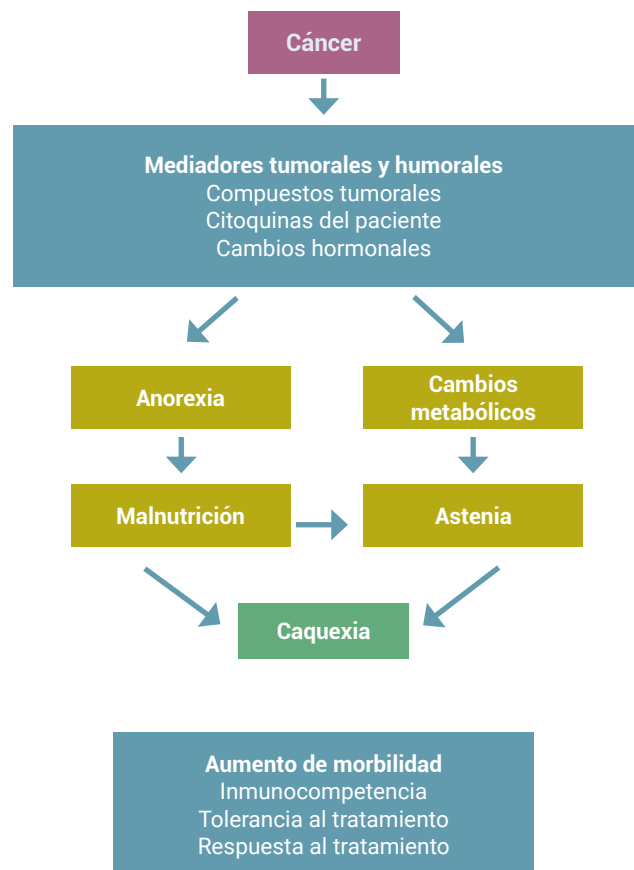 Cáncer
Mediadores tumorales y humorales
Compuestos tumorales
Citoquinas del paciente
Cambios hormonales
Anorexia
Cambios
metabólicos
Malnutrición
Astenia
Caquexia
Aumento de morbilidad
Inmunocompetencia
Tolerancia al tratamiento
Respuesta al tratamiento